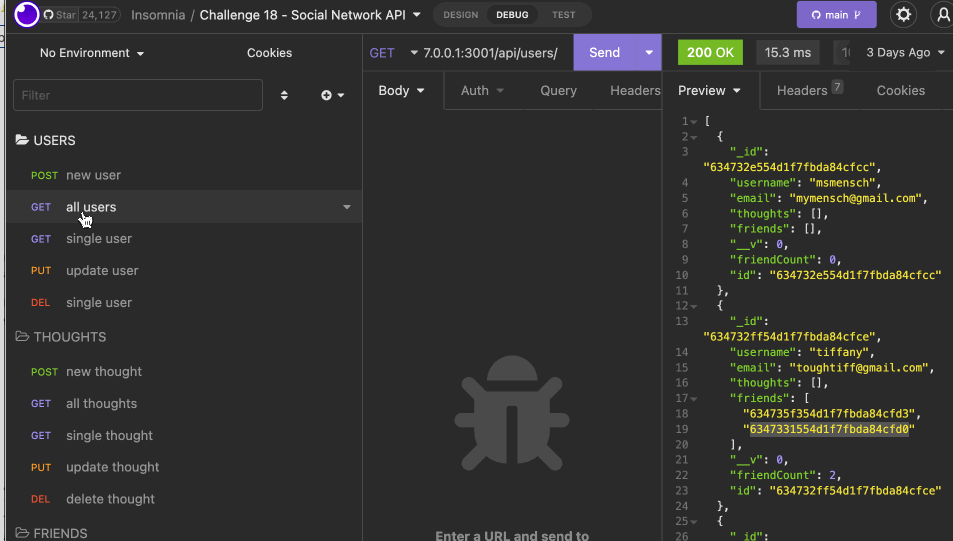 Star 24,127 Insomnia / Challenge 18 - Social Network API DESIGN DEBUG TEST main
No Environment Cookies GET 7.0.0.1:3001/api/users/ Send 200 OK 15.3 ms 3 Days Ago
Filter Body Auth Query Headers Preview Headers 7 Cookies
USERS
POST new user
GET all users
GET single user
PUT update user
DEL single user
THOUGHTS
POST new thought
GET all thoughts
GET single thought
PUT update thought
DEL delete thought
FRIENDS
Enter a URL and send to
1 [
2 {
3 "_id":
"634732e554d1f7fbda84cfcc",
4 "username": "msmensch",
5 "email": "mymensch@gmail.com",
6 "thoughts": [],
7 "friends": [],
8 "__v": 0,
9 "friendCount": 0,
10 "id": "634732e554d1f7fbda84cfcc"
11 },
12 {
13 "_id":
"634732ff54d1f7fbda84cfce",
14 "username": "tiffany",
15 "email": "toughtiff@gmail.com",
16 "thoughts": [],
17 "friends": [
18 "634735f354d1f7fbda84cfd3",
19 "6347331554d1f7fbda84cfd0"
20 ],
21 "__v": 0,
22 "friendCount": 2,
23 "id": "634732ff54d1f7fbda84cfce"
24 },
25 {
26 "_id":